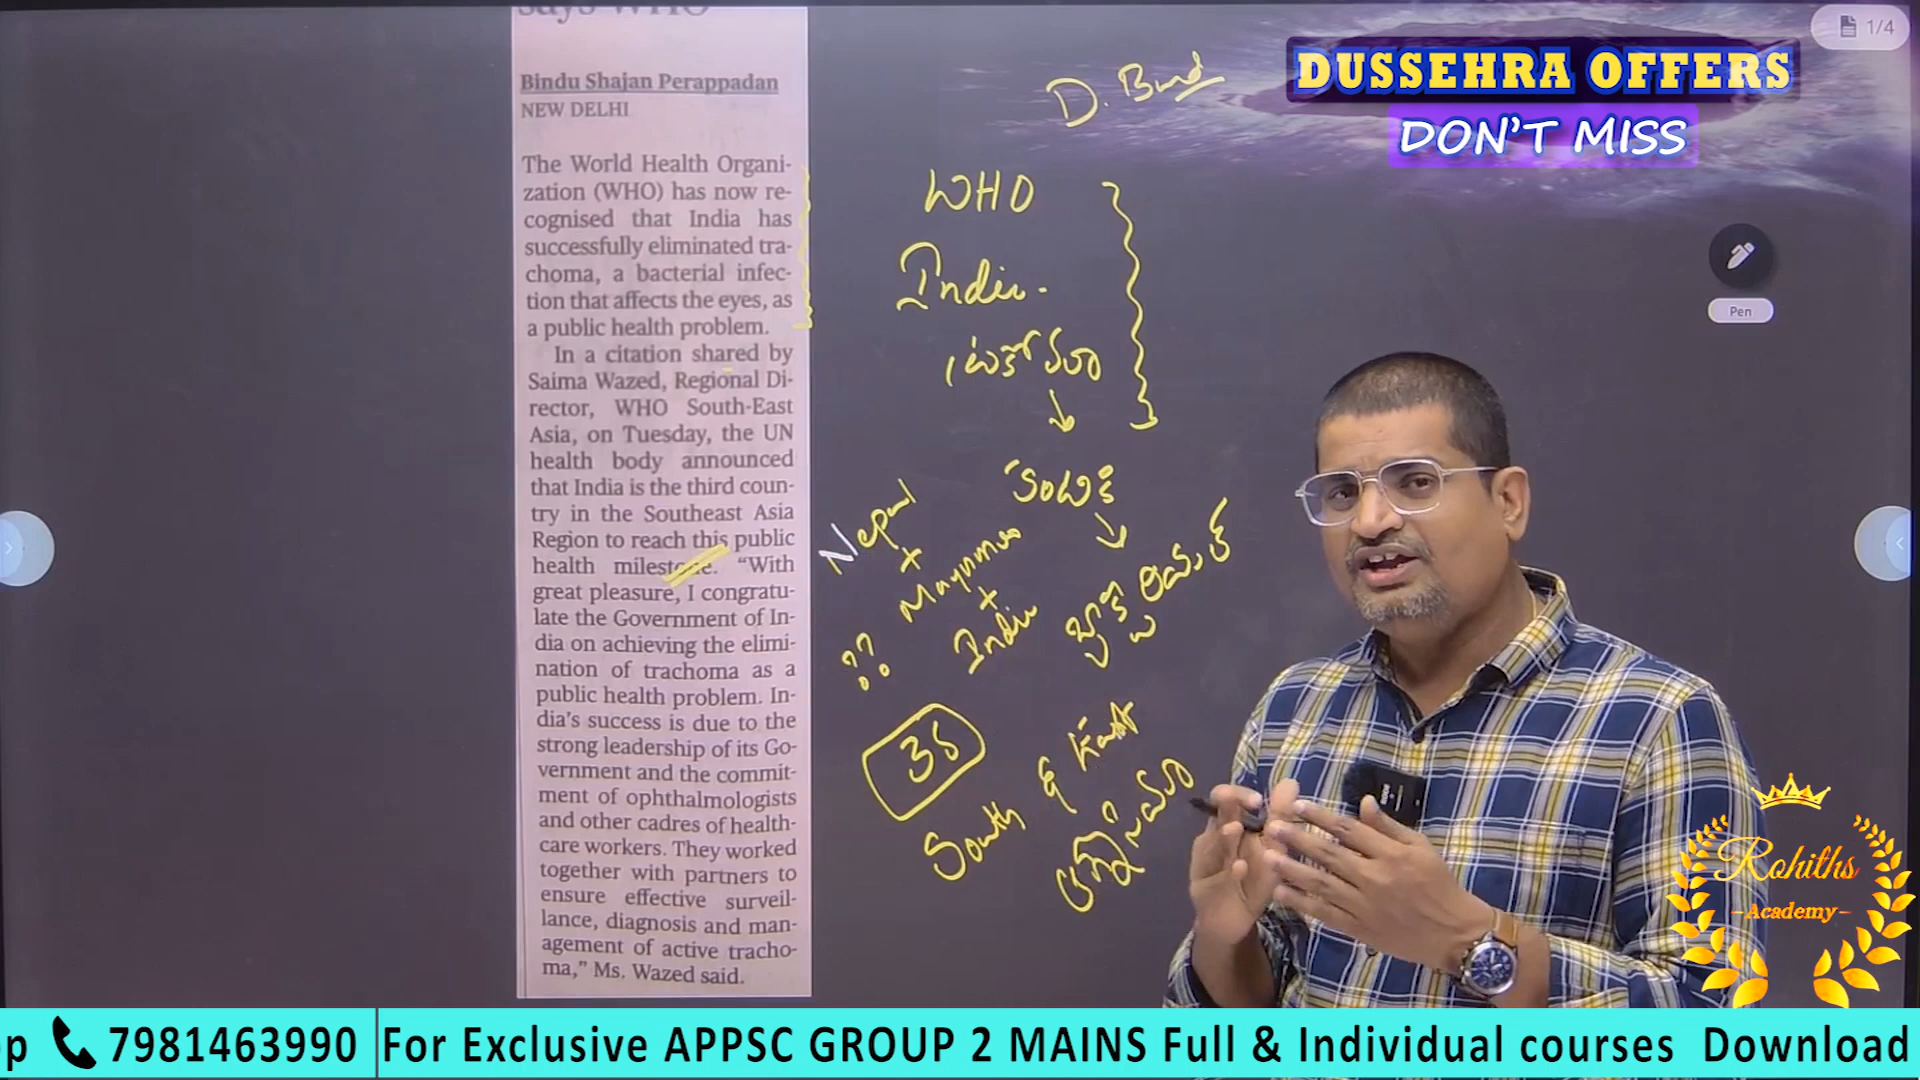 says WHO
Bindu Shajan Perappadan
NEW DELHI
The World Health Organi-
zation (WHO) has now re-
cognised that India has
successfully eliminated tra-
choma, a bacterial infec-
tion that affects the eyes, as
a public health problem.
In a citation shared by
Saima Wazed, Regional Di-
rector, WHO South-East
Asia, on Tuesday, the UN
health body announced
that India is the third coun-
try in the Southeast Asia
Region to reach this public
health milestone. “With
great pleasure, I congratu-
late the Government of In-
dia on achieving the elimi-
nation of trachoma as a
public health problem. In-
dia's success is due to the
strong leadership of its Go-
vernment and the commit-
ment of ophthalmologists
and other cadres of health-
care workers. They worked
together with partners to
ensure effective surveil-
lance, diagnosis and man-
agement of active tracho-
ma,” Ms. Wazed said.
D.
WHO
India
Nepal
+
+
India
??
South & East
DUSSEHRA OFFERS
DON'T MISS
1/4
Pen
Rohiths
-Academy-
p 7981463990 For Exclusive APPSC GROUP 2 MAINS Full & Individual courses Download